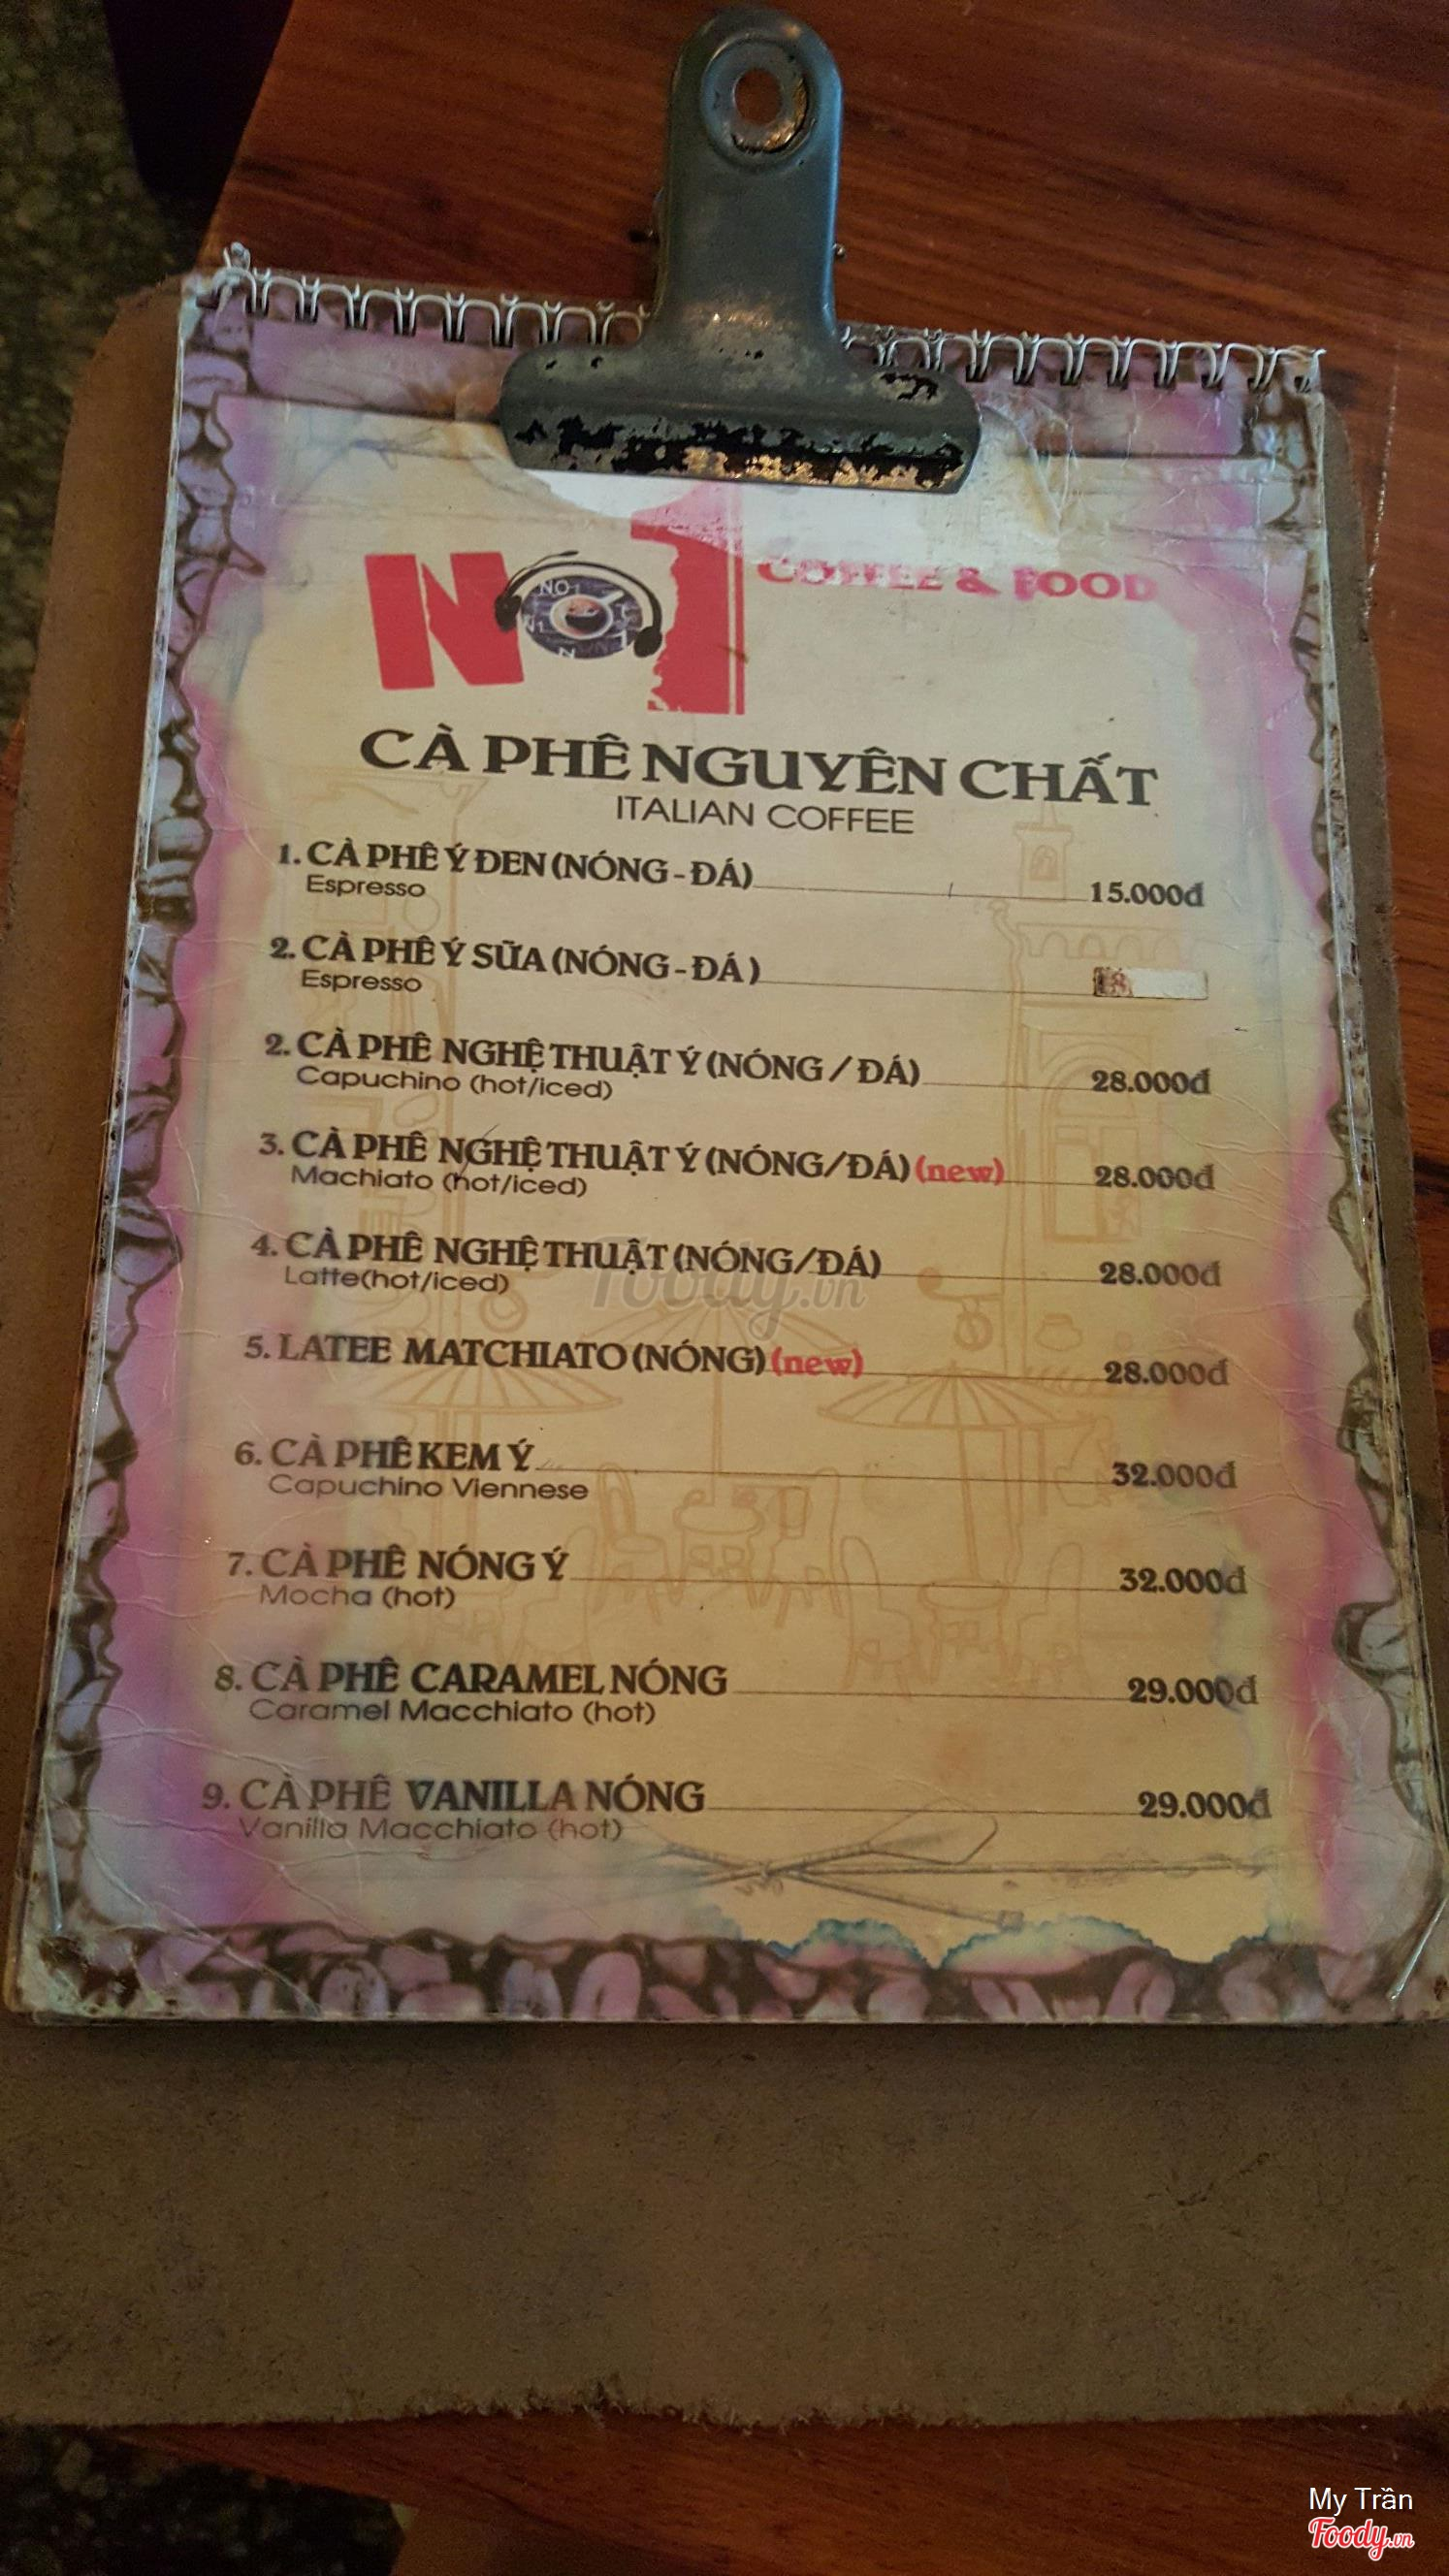 NO1
COFFEE & FOOD
CÀ PHÊ NGUYÊN CHẤT
ITALIAN COFFEE
1. CÀ PHÊ Ý ĐEN (NÓNG - ĐÁ) 15.000đ
Espresso
2. CÀ PHÊ Ý SỮA (NÓNG - ĐÁ ) 18
Espresso
2. CÀ PHÊ NGHỆ THUẬT Ý (NÓNG / ĐÁ) 28.000đ
Capuchino (hot/iced)
3. CÀ PHÊ NGHỆ THUẬT Ý (NÓNG/ĐÁ) (new) 28.000đ
Machiato (hot/iced)
4. CÀ PHÊ NGHỆ THUẬT (NÓNG/ĐÁ) 28.000đ
Latte(hot/iced)
Foody.vn
5. LATEE MATCHIATO (NÓNG) (new) 28.000đ
6. CÀ PHÊ KEM Ý 32.000đ
Capuchino Viennese
7. CÀ PHÊ NÓNG Ý 32.000đ
Mocha (hot)
8. CÀ PHÊ CARAMEL NÓNG 29.000đ
Caramel Macchiato (hot)
9. CÀ PHÊ VANILLA NÓNG 29.000đ
Vanilla Macchiato (hot)
My Trần
Foody.vn